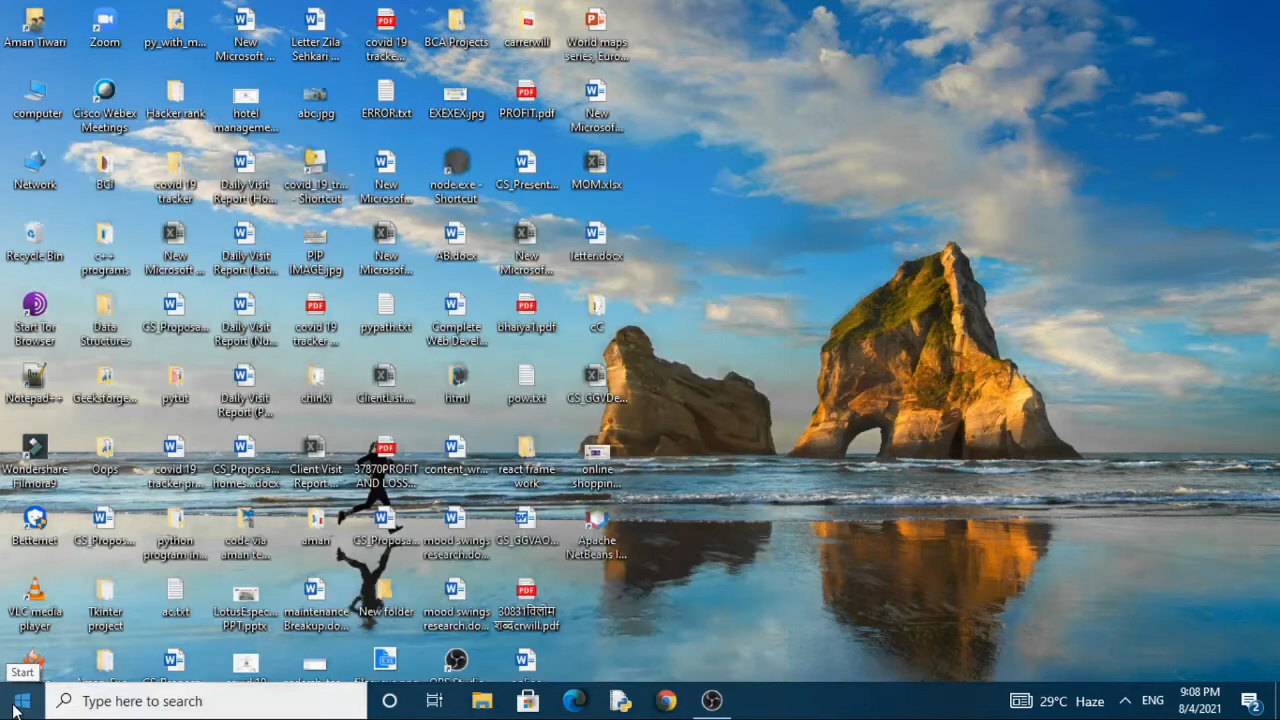 Aman Tiwari
Zoom
py_with_m...
New
Microsoft ...
Letter Zila
Sehkari ...
covid 19
tracke...
BCA Projects
carrerwill
World maps
series, Euro...
computer
Cisco Webex
Meetings
Hacker rank
hotel
manageme...
abc.jpg
ERROR.txt
EXEXEX.jpg
PROFIT.pdf
New
Microsof...
Network
BCI
covid 19
tracker
Daily Visit
Report (Ho...
covid_19_tr...
- Shortcut
New
Microsof...
node.exe -
Shortcut
CS_Present...
MOM.xlsx
Recycle Bin
c++
programs
New
Microsoft ...
Daily Visit
Report (Lot...
PIP
IMAGE.jpg
New
Microsof...
AB.docx
New
Microsof...
letter.docx
Start Tor
Browser
Data
Structures
CS_Proposa...
Daily Visit
Report (Nu...
covid 19
tracker ...
pypath.txt
Complete
Web Devel...
bhaiya1.pdf
cC
Notepad++
Geeksforge...
pytut
Daily Visit
Report (P...
chinki
ClientList....
html
pow.txt
CS_GGVDe...
Wondershare
Filmora9
Oops
covid 19
tracker pr...
CS_Proposa...
homes...docx
Client Visit
Report ...
37870PROFIT
AND LOSS...
content_wr...
react frame
work
online
shoppin...
Betternet
CS_Propos...
python
program in...
code via
aman te...
aman
CS_Proposa...
mood swings
research.do...
CS_GGVAO...
Apache
NetBeans I...
VLC media
player
Tkinter
project
ac.txt
LotusEspec...
PPT.pptx
maintenance
Breakup.do...
New folder
mood swings
research.do...
30831विलोम
शब्दcrwill.pdf
Start
Type here to search
29°C Haze
ENG
9:08 PM
8/4/2021
2